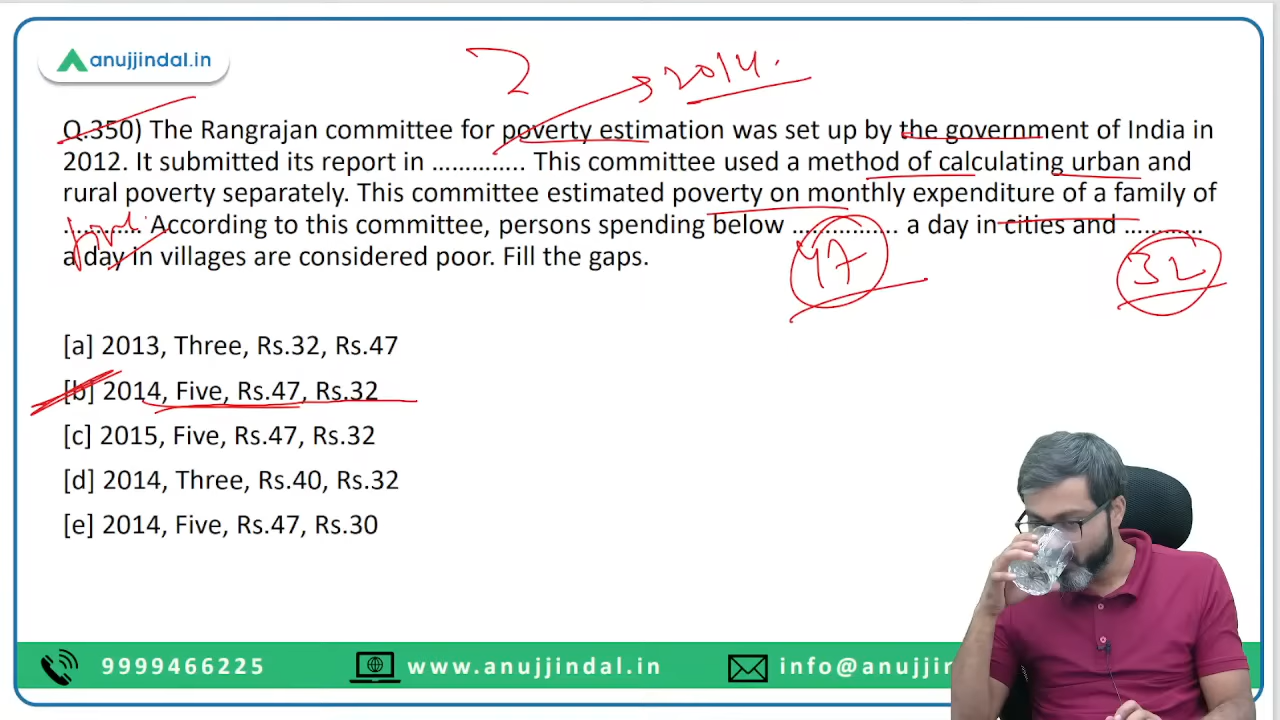 anujjindal.in
2014.
Q.350) The Rangrajan committee for poverty estimation was set up by the government of India in
2012. It submitted its report in ………….. This committee used a method of calculating urban and
rural poverty separately. This committee estimated poverty on monthly expenditure of a family of
…………. According to this committee, persons spending below ……………. a day in cities and …………
five
a day in villages are considered poor. Fill the gaps.
47
32
[a] 2013, Three, Rs.32, Rs.47
[b] 2014, Five, Rs.47, Rs.32
[c] 2015, Five, Rs.47, Rs.32
[d] 2014, Three, Rs.40, Rs.32
[e] 2014, Five, Rs.47, Rs.30
9999466225
www.anujjindal.in
info@anujjin